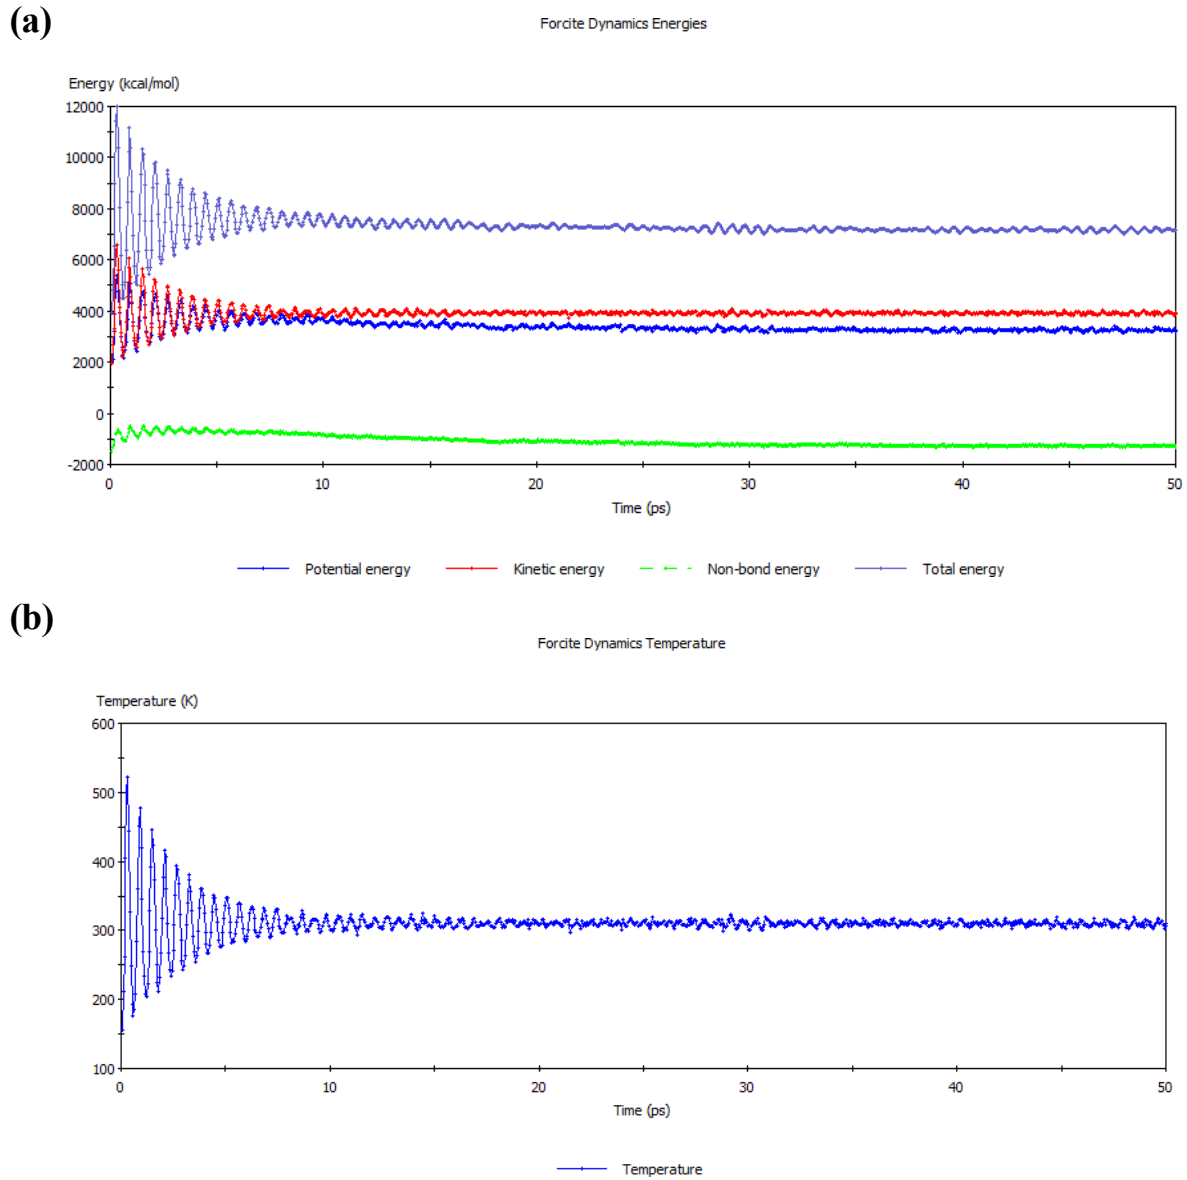 (a)
Forcite Dynamics Energies
Energy (kcal/mol)
12000
10000
8000
6000
4000
2000
0
-2000
0 10 20 30 40 50
Time (ps)
Potential energy Kinetic energy Non-bond energy Total energy
(b)
Forcite Dynamics Temperature
Temperature (K)
600
500
400
300
200
100
0 10 20 30 40 50
Time (ps)
Temperature